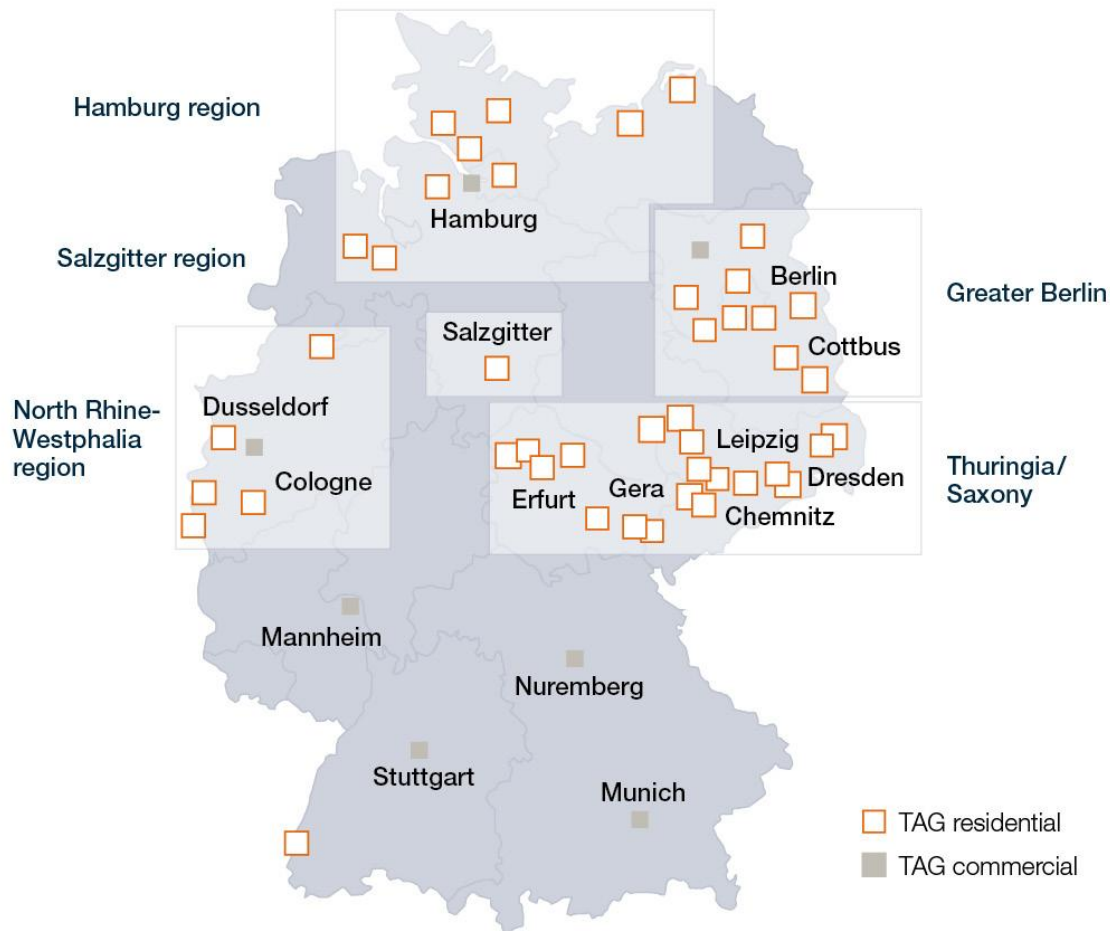 Hamburg region
Hamburg
Salzgitter region
Berlin
Greater Berlin
Salzgitter
Cottbus
North Rhine-
Westphalia
region
Dusseldorf
Cologne
Leipzig
Thuringia/
Saxony
Dresden
Erfurt
Gera
Chemnitz
Mannheim
Nuremberg
Stuttgart
Munich
TAG residential
TAG commercial